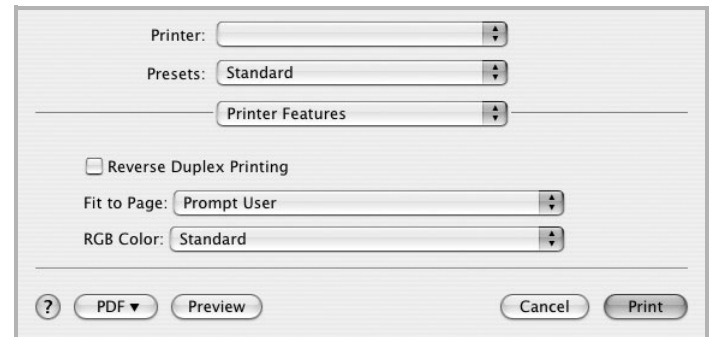 Printer:
Presets: Standard
Printer Features
Reverse Duplex Printing
Fit to Page: Prompt User
RGB Color: Standard
? PDF ▼ Preview Cancel Print